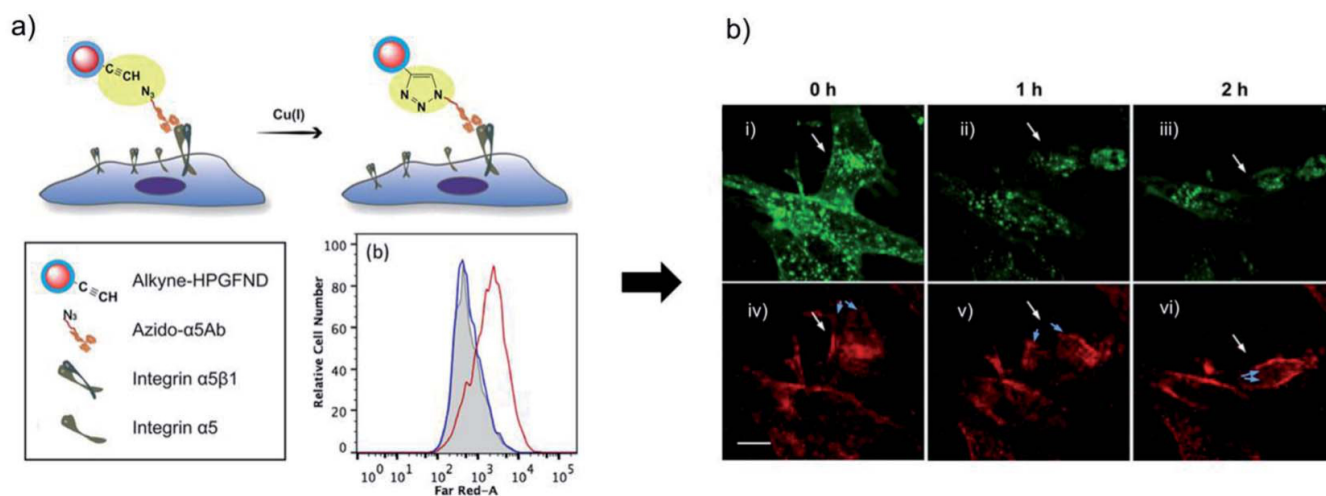 a)
C≡CH
N3
Cu(I)
N
N
N
Alkyne-HPGFND
C≡CH
N3
Azido-α5Ab
Integrin α5β1
Integrin α5
(b)
Relative Cell Number
100
80
60
40
20
0
10^0 10^1 10^2 10^3 10^4 10^5
Far Red-A
b)
0 h 1 h 2 h
i) ii) iii)
iv) v) vi)